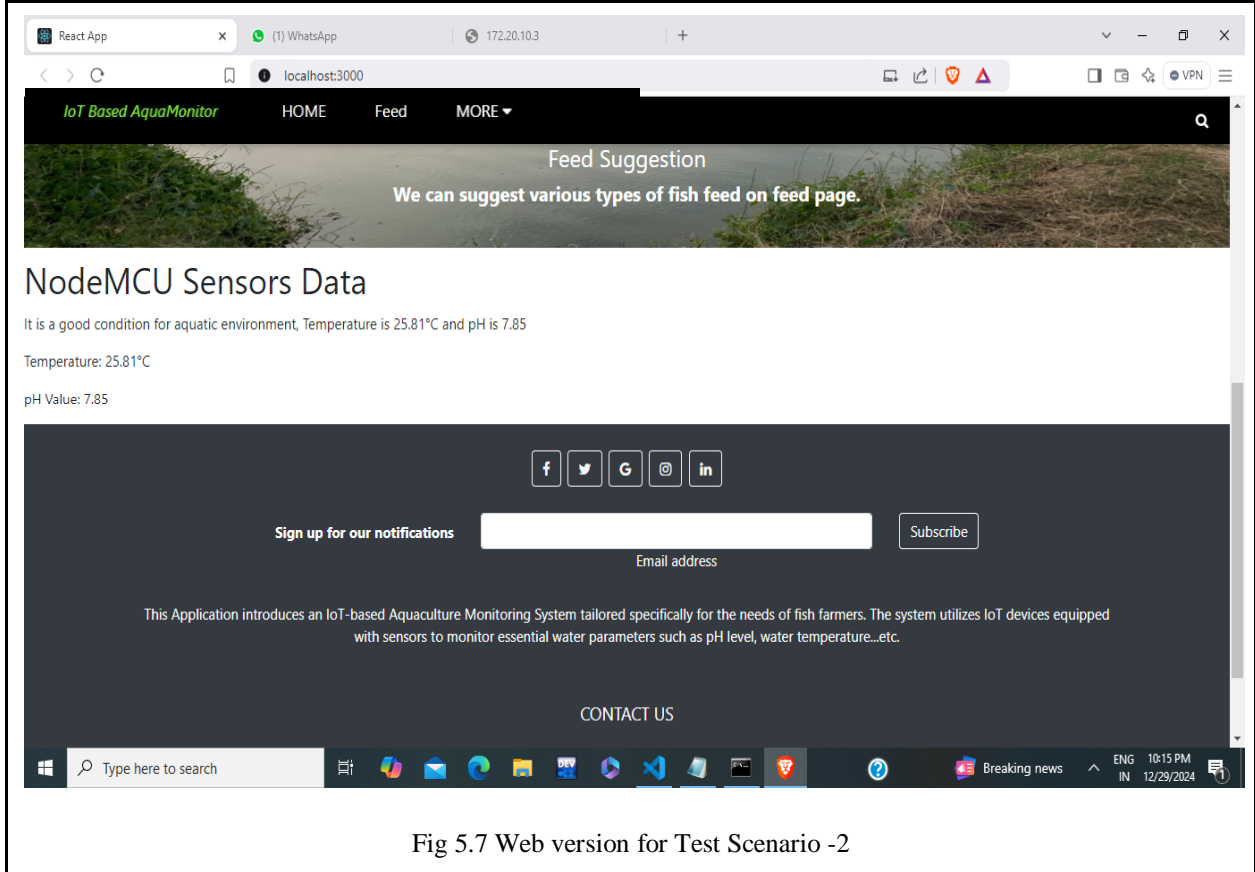 React App
(1) WhatsApp
172.20.10.3
localhost:3000
VPN
IoT Based AquaMonitor HOME Feed MORE
Feed Suggestion
We can suggest various types of fish feed on feed page.
NodeMCU Sensors Data
It is a good condition for aquatic environment, Temperature is 25.81°C and pH is 7.85
Temperature: 25.81°C
pH Value: 7.85
f G in
Sign up for our notifications Subscribe
Email address
This Application introduces an IoT-based Aquaculture Monitoring System tailored specifically for the needs of fish farmers. The system utilizes IoT devices equipped
with sensors to monitor essential water parameters such as pH level, water temperature...etc.
CONTACT US
Type here to search
DEV
Breaking news
ENG 10:15 PM
IN 12/29/2024
1
Fig 5.7 Web version for Test Scenario -2